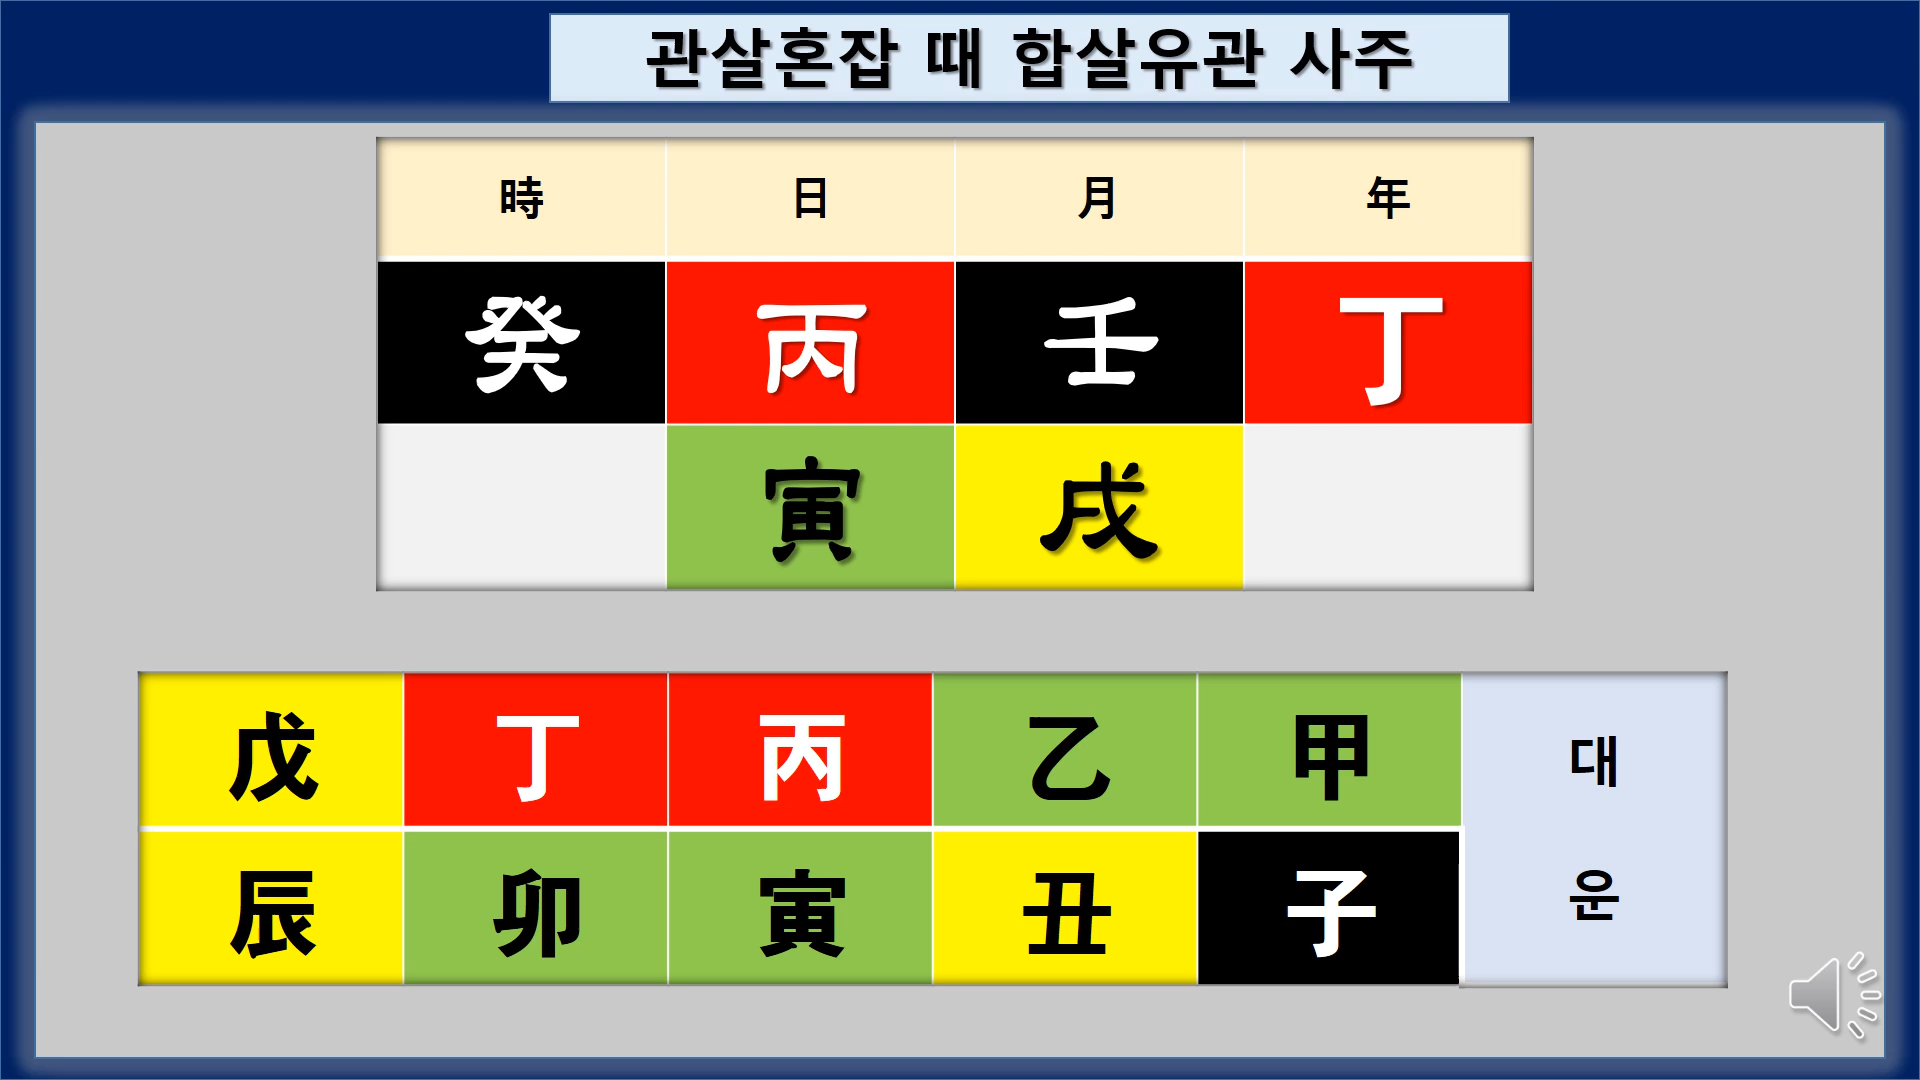 관살혼잡 때 합살유관 사주
時 日 月 年
癸 丙 壬 丁
寅 戌
戊 丁 丙 乙 甲 대
辰 卯 寅 丑 子 운